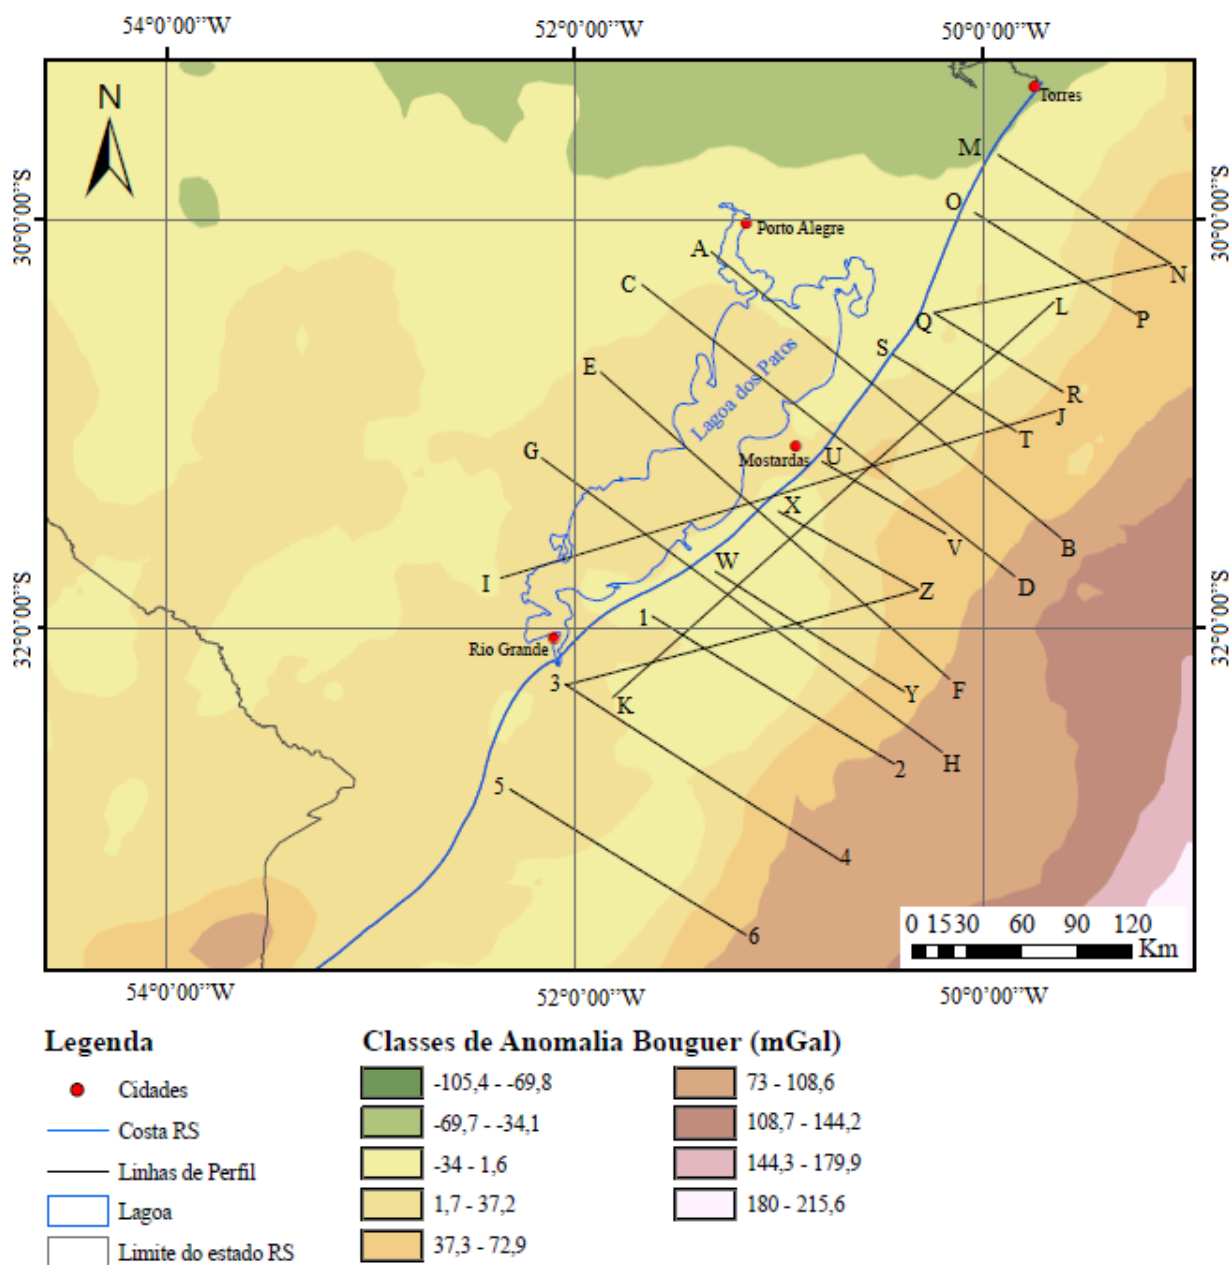 54°0’00’’W 52°0’00’’W 50°0’00’’W
N
Torres
M
30°0’00’’S
O
30°0’00’’S
Porto Alegre
A
N
C
L
Q
P
S
E
Lagoa dos Patos
R
J
T
G
Mostardas
U
X
V
B
W
I
D
Z
1
32°0’00’’S
32°0’00’’S
Rio Grande
3
F
Y
K
H
2
5
4
6
0 15 30 60 90 120
Km
54°0’00’’W 52°0’00’’W 50°0’00’’W
Legenda
Cidades
Costa RS
Linhas de Perfil
Lagoa
Limite do estado RS
Classes de Anomalia Bouguer (mGal)
-105,4 - -69,8
-69,7 - -34,1
-34 - 1,6
1,7 - 37,2
37,3 - 72,9
73 - 108,6
108,7 - 144,2
144,3 - 179,9
180 - 215,6